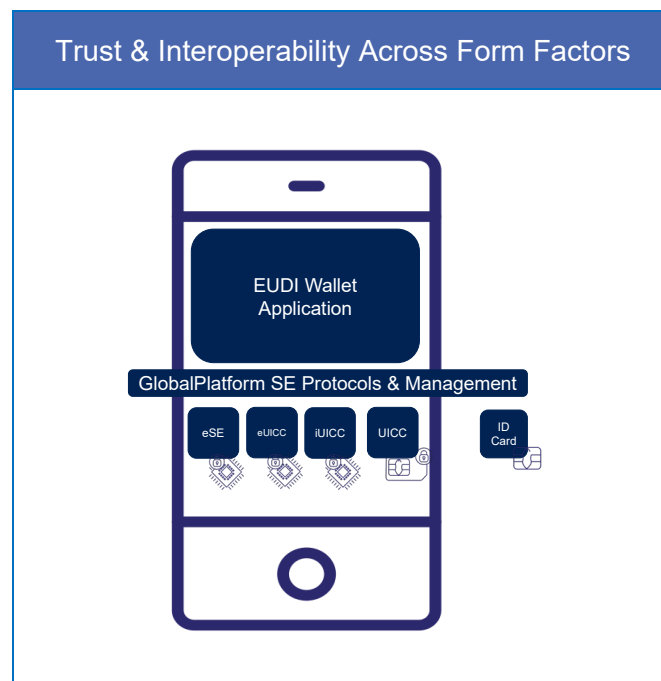 Trust & Interoperability Across Form Factors
EUDI Wallet
Application
GlobalPlatform SE Protocols & Management
eSE
eUICC
iUICC
UICC
ID
Card